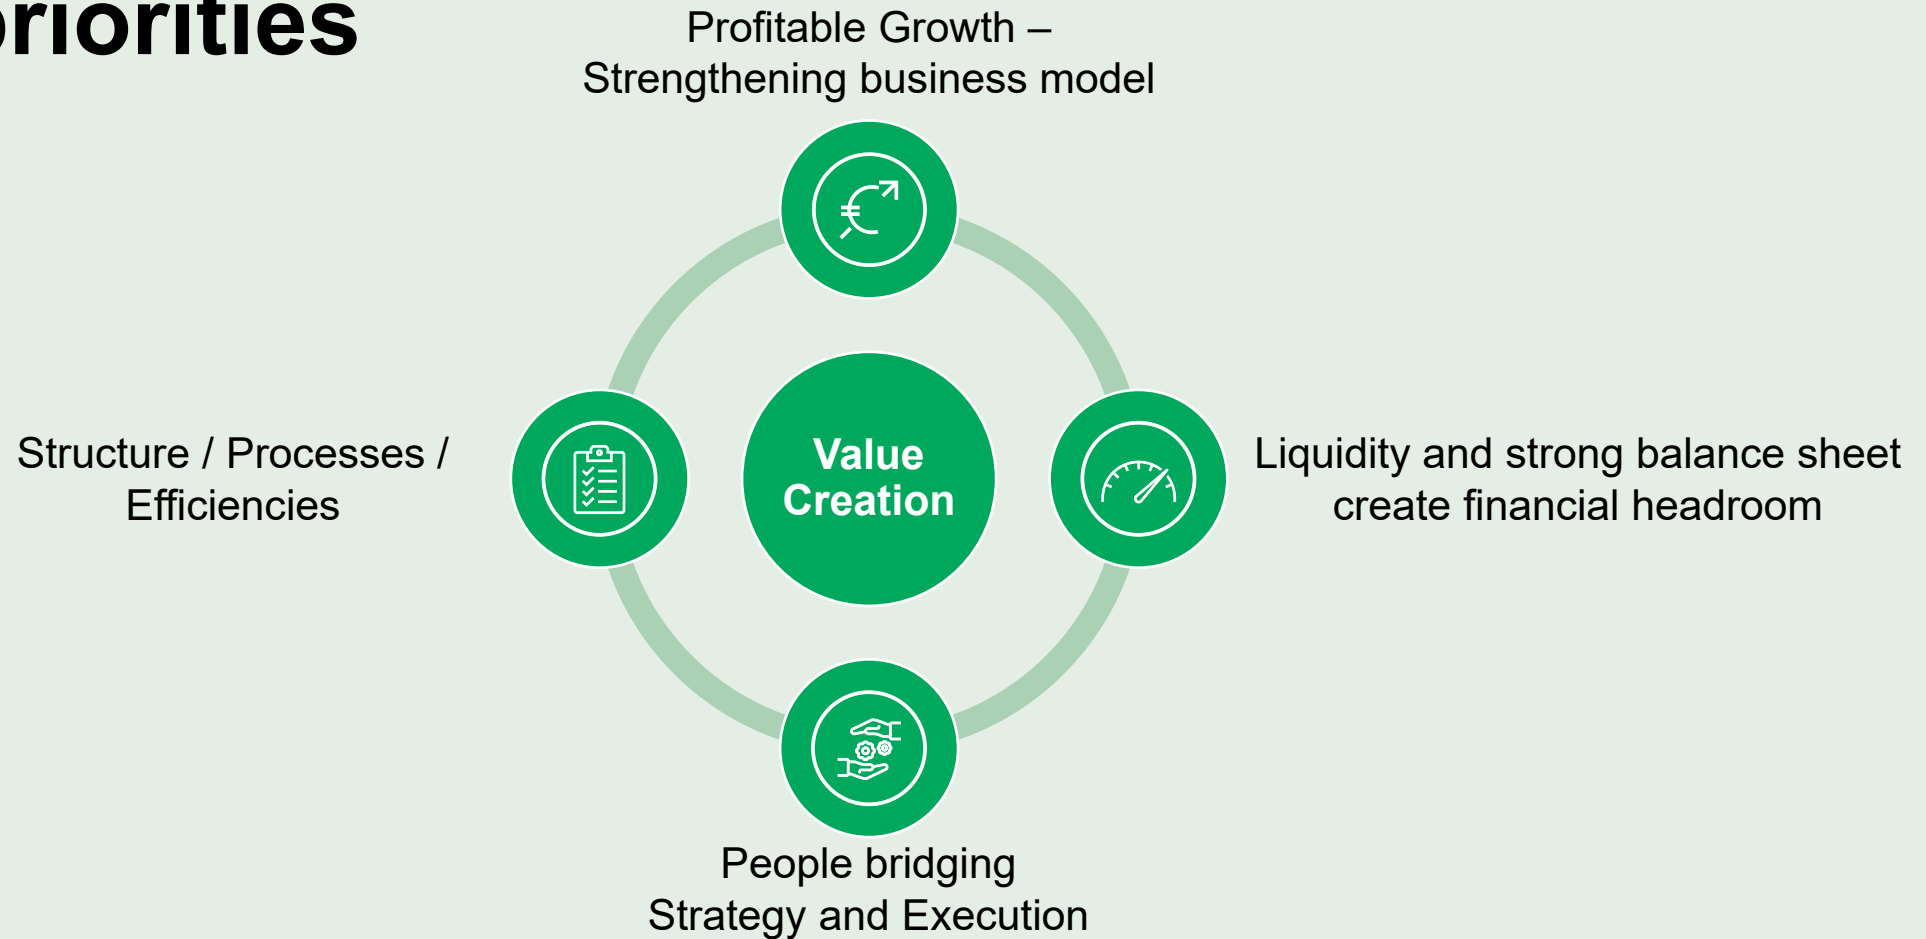 priorities
Profitable Growth –
Strengthening business model
Structure / Processes /
Efficiencies
Value
Creation
Liquidity and strong balance sheet
create financial headroom
People bridging
Strategy and Execution